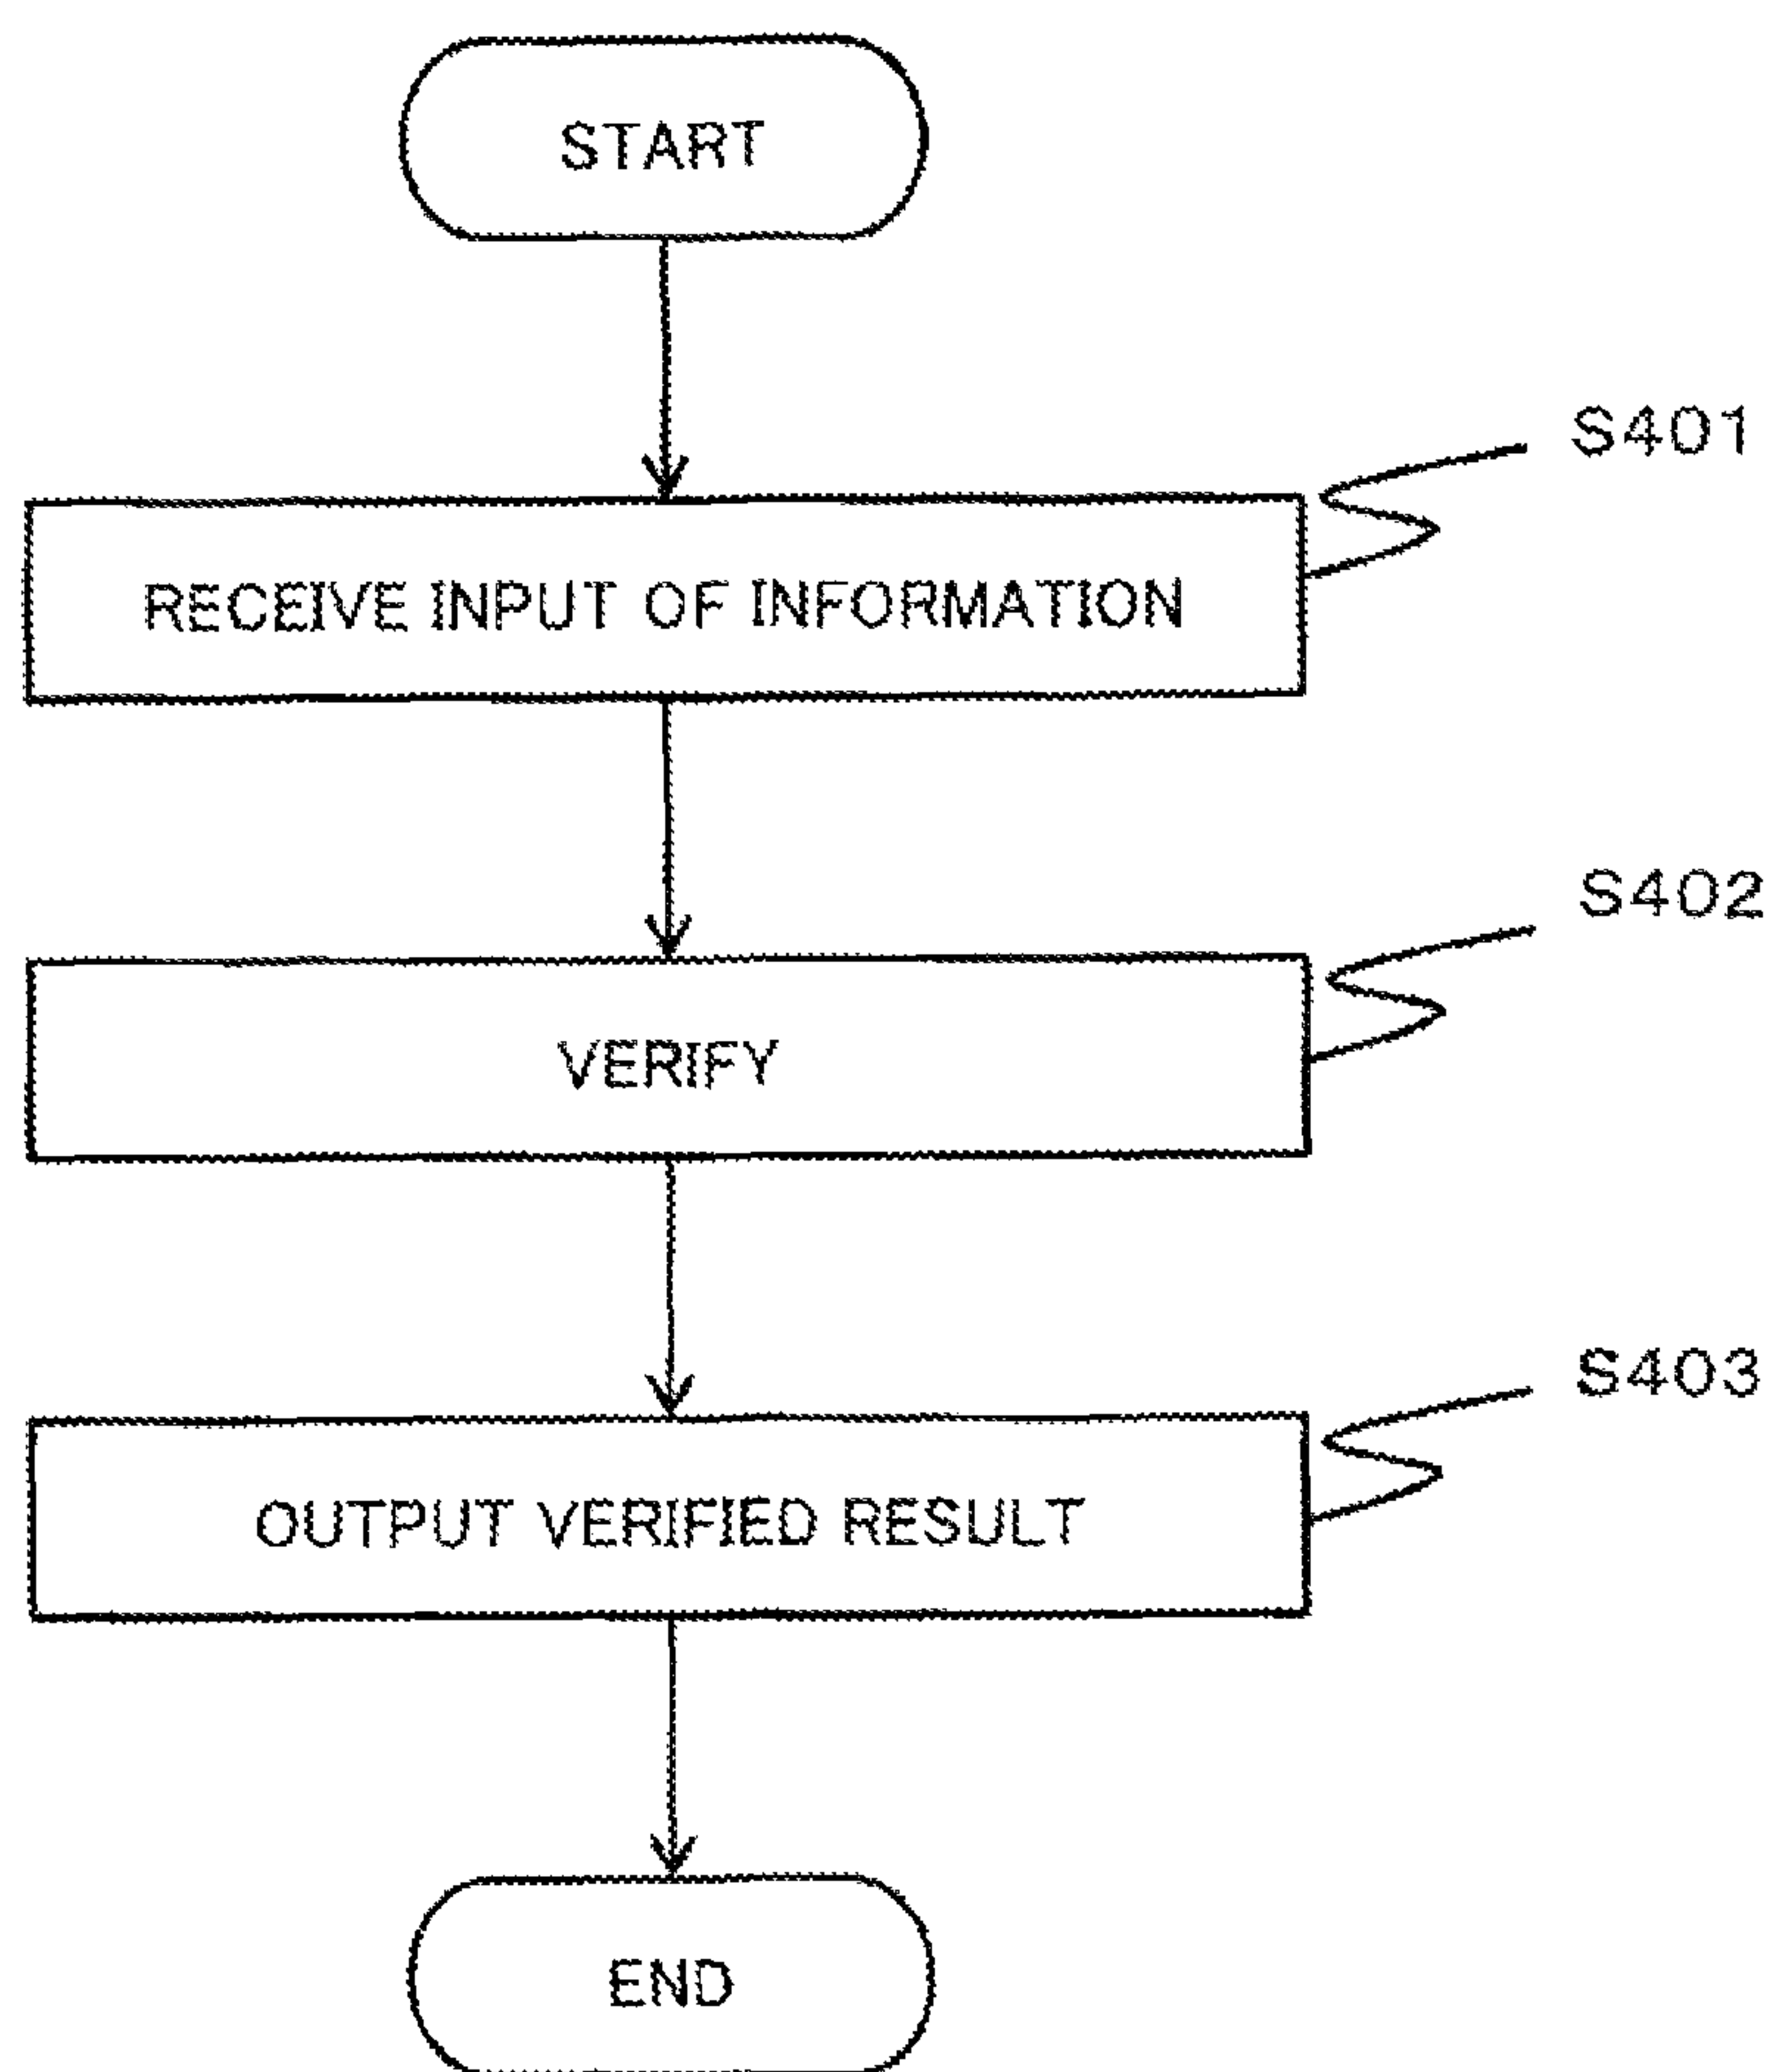 START
S401
RECEIVE INPUT OF INFORMATION
S402
VERIFY
S403
OUTPUT VERIFIED RESULT
END